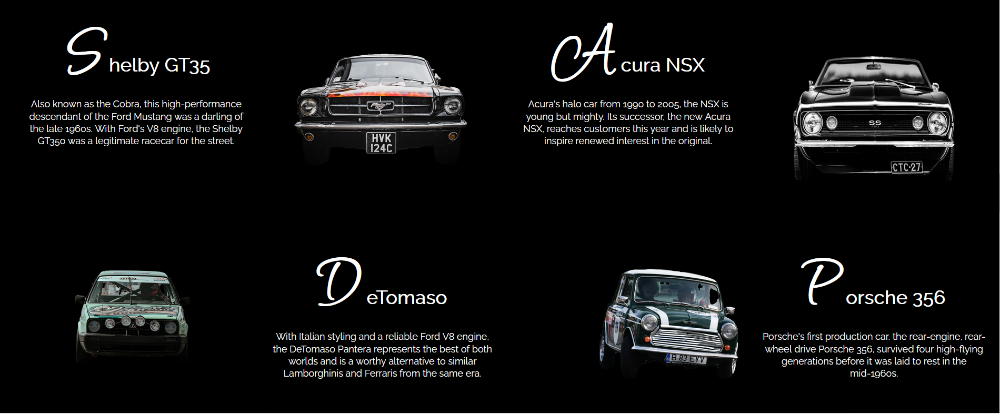 Shelby GT35
Also known as the Cobra, this high-performance
descendant of the Ford Mustang was a darling of
the late 1960s. With Ford's V8 engine, the Shelby
GT350 was a legitimate racecar for the street.
HVK
124C
Acura NSX
Acura's halo car from 1990 to 2005, the NSX is
young but mighty. Its successor, the new Acura
NSX, reaches customers this year and is likely to
inspire renewed interest in the original.
SS
350
CTC·27
ADYROM
DeTomaso
With Italian styling and a reliable Ford V8 engine,
the DeTomaso Pantera represents the best of both
worlds and is a worthy alternative to similar
Lamborghinis and Ferraris from the same era.
B 83 EYV
Porsche 356
Porsche's first production car, the rear-engine, rear-
wheel drive Porsche 356, survived four high-flying
generations before it was laid to rest in the
mid-1960s.